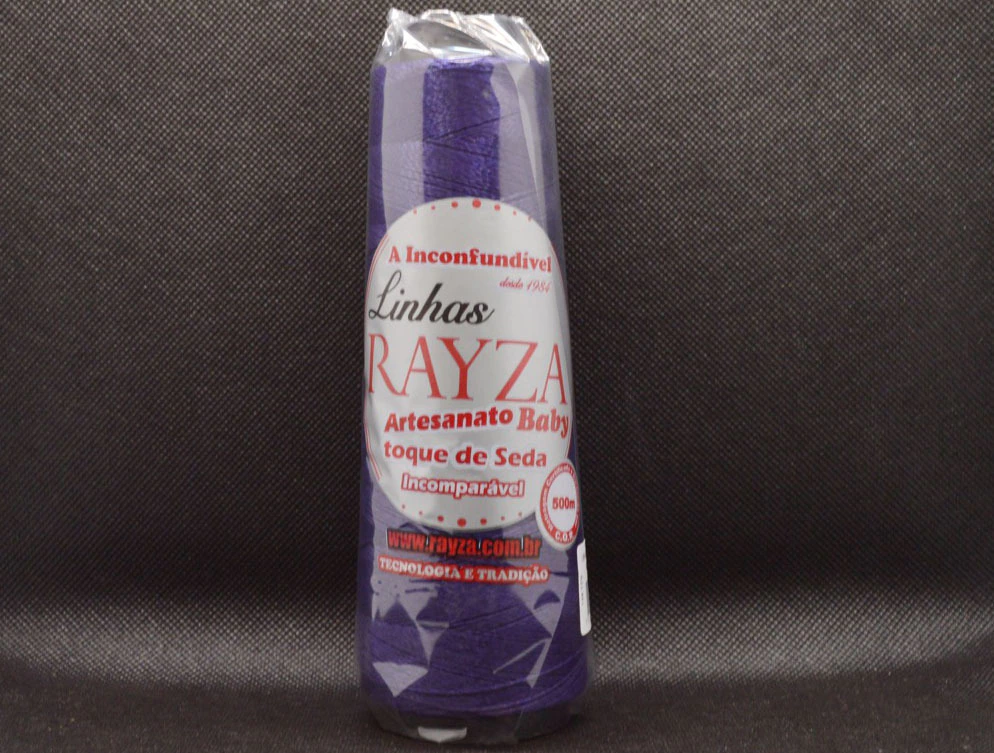 A Inconfundível
desde 1984
Linhas
RAYZA
Artesanato Baby
toque de Seda
Incomparável
500m
C.Q.R
www.rayza.com.br
TECNOLOGIA E TRADIÇÃO